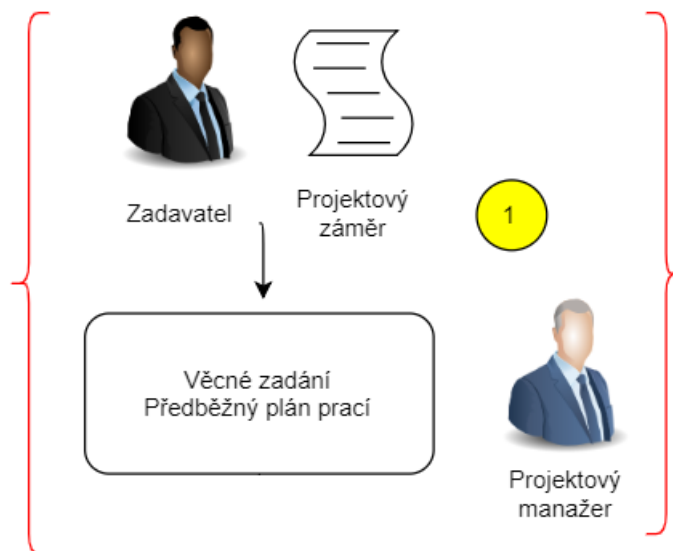 Zadavatel
Projektový
záměr
1
Věcné zadání
Předběžný plán prací
Projektový
manažer